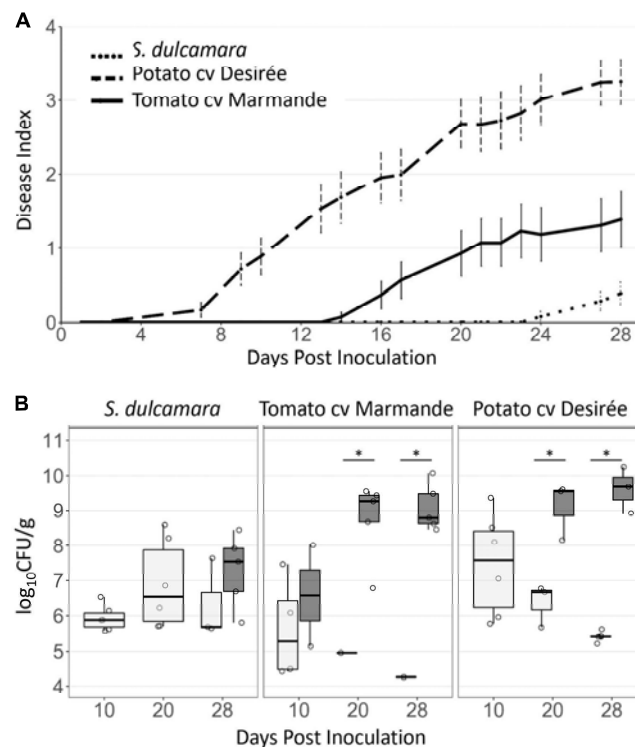 A
Disease Index
4
3
2
1
0
S. dulcamara
Potato cv Desirée
Tomato cv Marmande
0 4 8 12 16 20 24 28
Days Post Inoculation
B
S. dulcamara Tomato cv Marmande Potato cv Desirée
log10CFU/g
11
10
9
8
7
6
5
4
* * * *
10 20 28 10 20 28 10 20 28
Days Post Inoculation